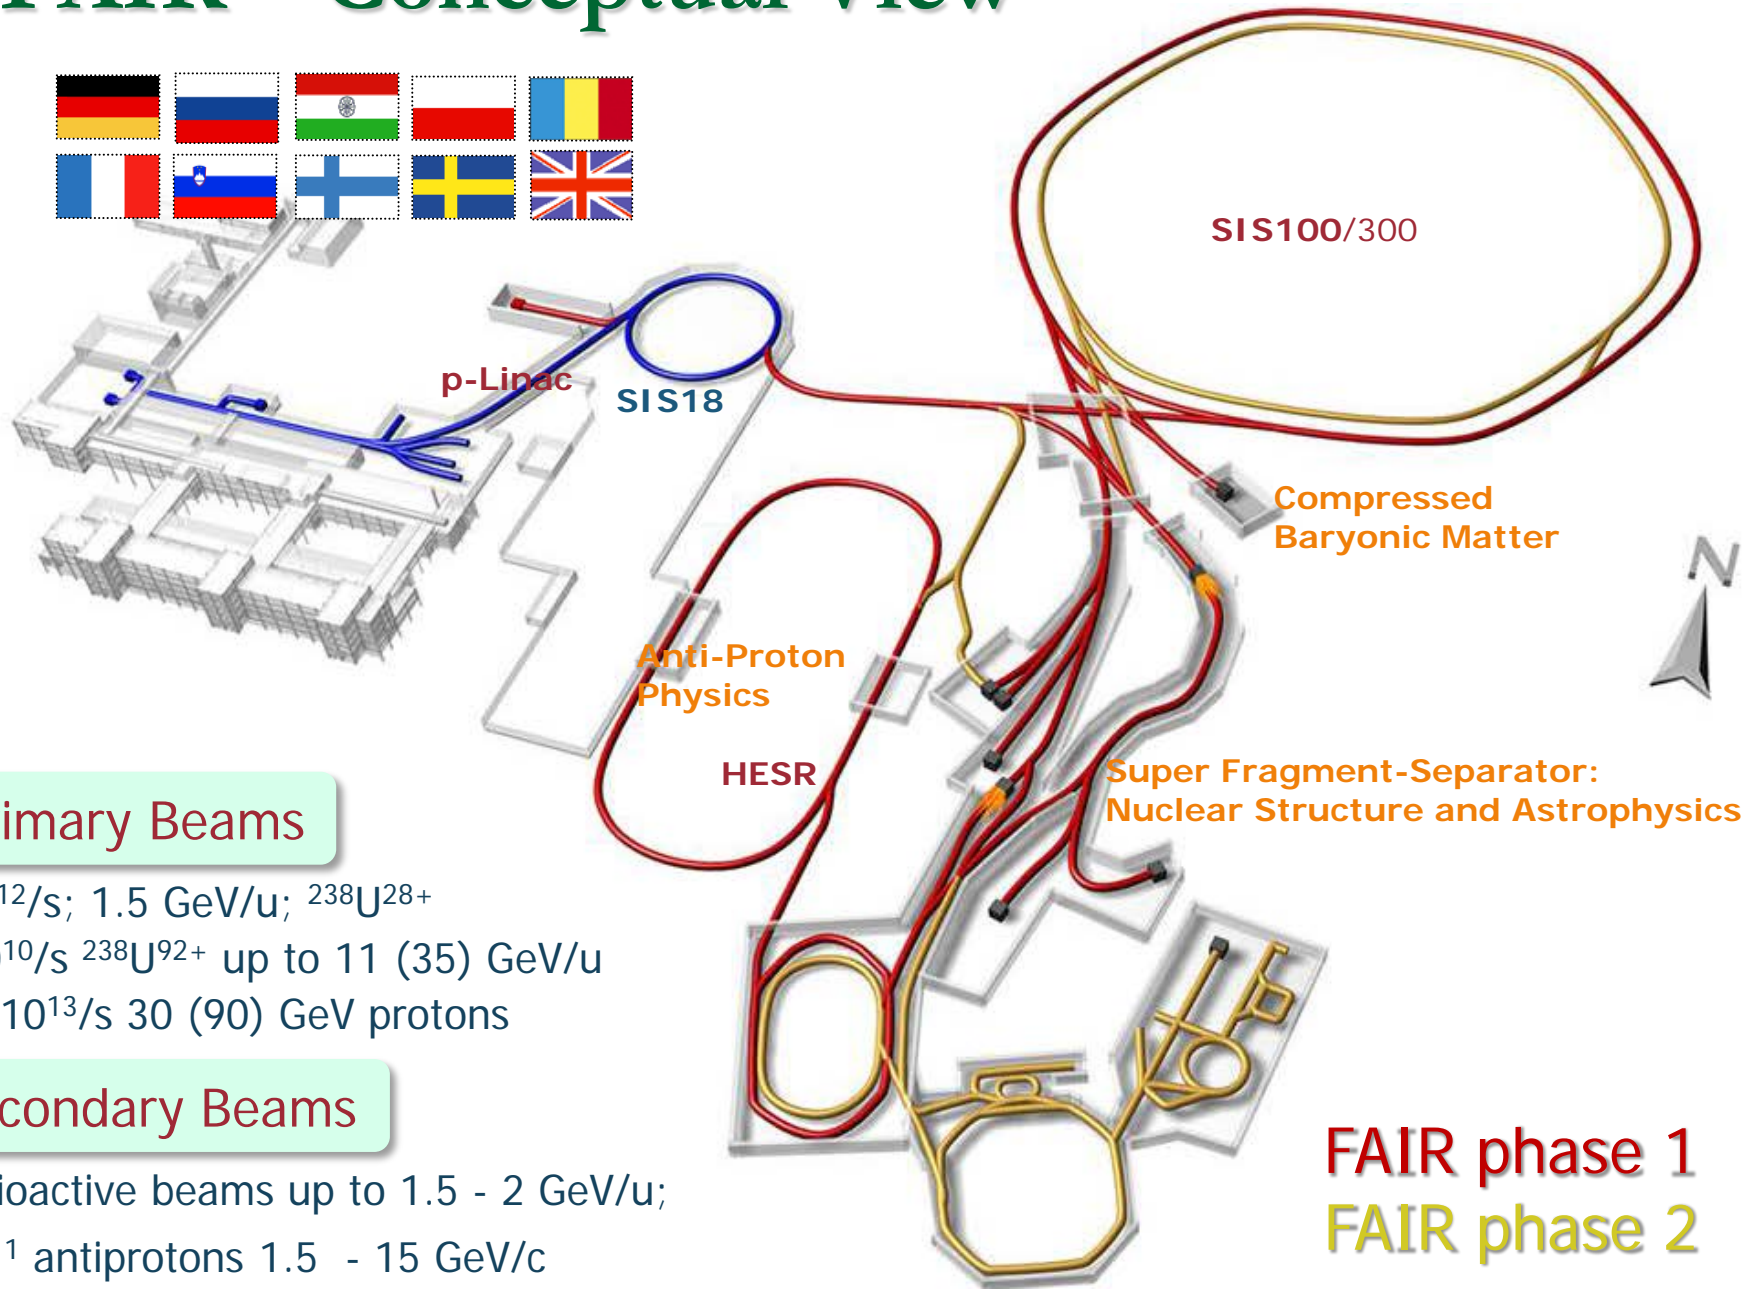 FAIR – Conceptual View
SIS100/300
p-Linac
SIS18
Compressed
Baryonic Matter
N
Anti-Proton
Physics
HESR
Super Fragment-Separator:
Nuclear Structure and Astrophysics
imary Beams
12/s; 1.5 GeV/u; 238U28+
10/s 238U92+ up to 11 (35) GeV/u
10¹³/s 30 (90) GeV protons
condary Beams
ioactive beams up to 1.5 - 2 GeV/u;
1 antiprotons 1.5 - 15 GeV/c
FAIR phase 1
FAIR phase 2